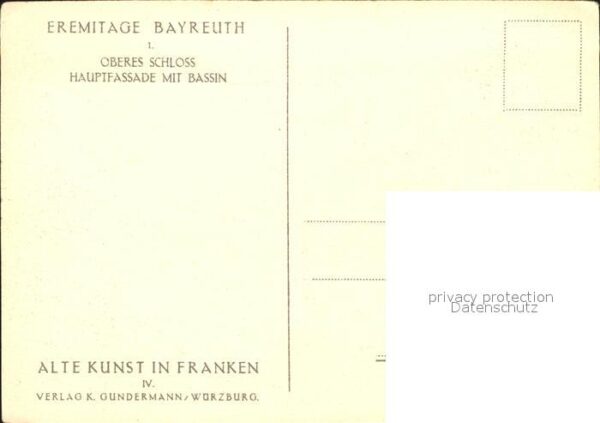 EREMITAGE BAYREUTH
I.
OBERES SCHLOSS
HAUPTFASSADE MIT BASSIN
ALTE KUNST IN FRANKEN
IV.
VERLAG K. GUNDERMANN/WÜRZBURG.
privacy protection
Datenschutz